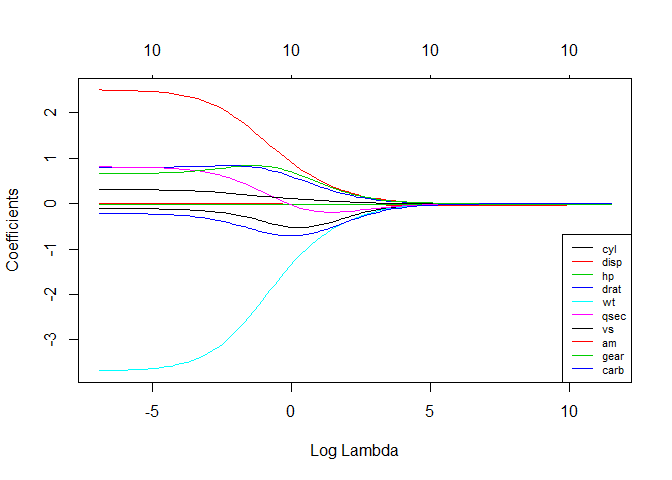 10 10 10 10
2
1
0
-1
-2
-3
Coefficients
cyl
disp
hp
drat
wt
qsec
vs
am
gear
carb
-5 0 5 10
Log Lambda